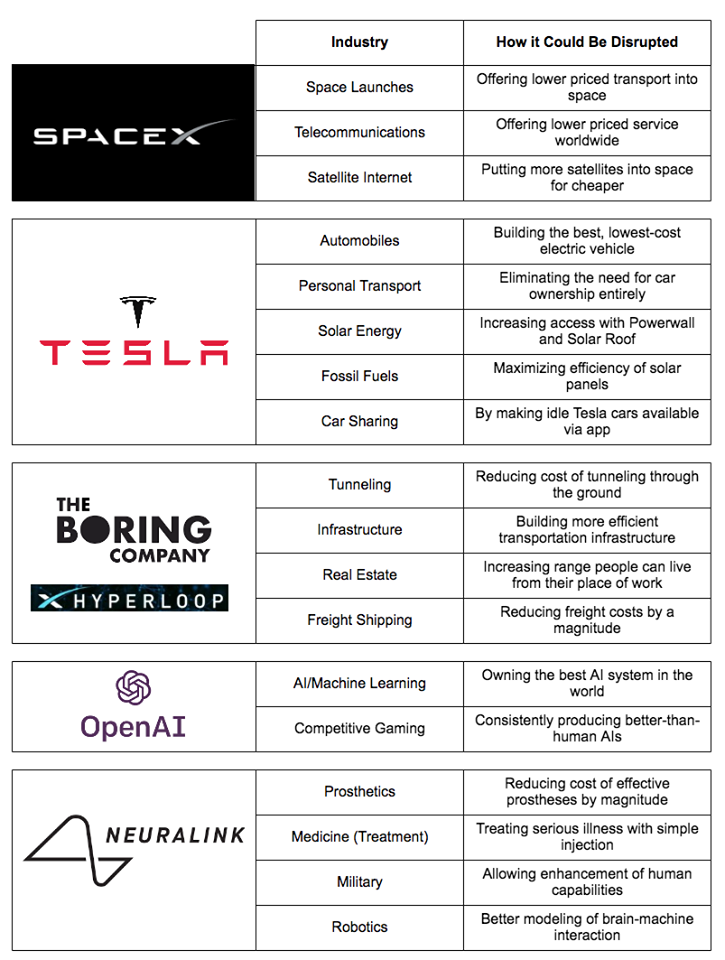 Industry
How it Could Be Disrupted
SPACEX
Space Launches
Offering lower priced transport into
space
Telecommunications
Offering lower priced service
worldwide
Satellite Internet
Putting more satellites into space
for cheaper
TESLA
Automobiles
Building the best, lowest-cost
electric vehicle
Personal Transport
Eliminating the need for car
ownership entirely
Solar Energy
Increasing access with Powerwall
and Solar Roof
Fossil Fuels
Maximizing efficiency of solar
panels
Car Sharing
By making idle Tesla cars available
via app
THE
BORING
COMPANY
X HYPERLOOP
Tunneling
Reducing cost of tunneling through
the ground
Infrastructure
Building more efficient
transportation infrastructure
Real Estate
Increasing range people can live
from their place of work
Freight Shipping
Reducing freight costs by a
magnitude
OpenAI
AI/Machine Learning
Owning the best AI system in the
world
Competitive Gaming
Consistently producing better-than-
human AIs
NEURALINK
Prosthetics
Reducing cost of effective
prostheses by magnitude
Medicine (Treatment)
Treating serious illness with simple
injection
Military
Allowing enhancement of human
capabilities
Robotics
Better modeling of brain-machine
interaction